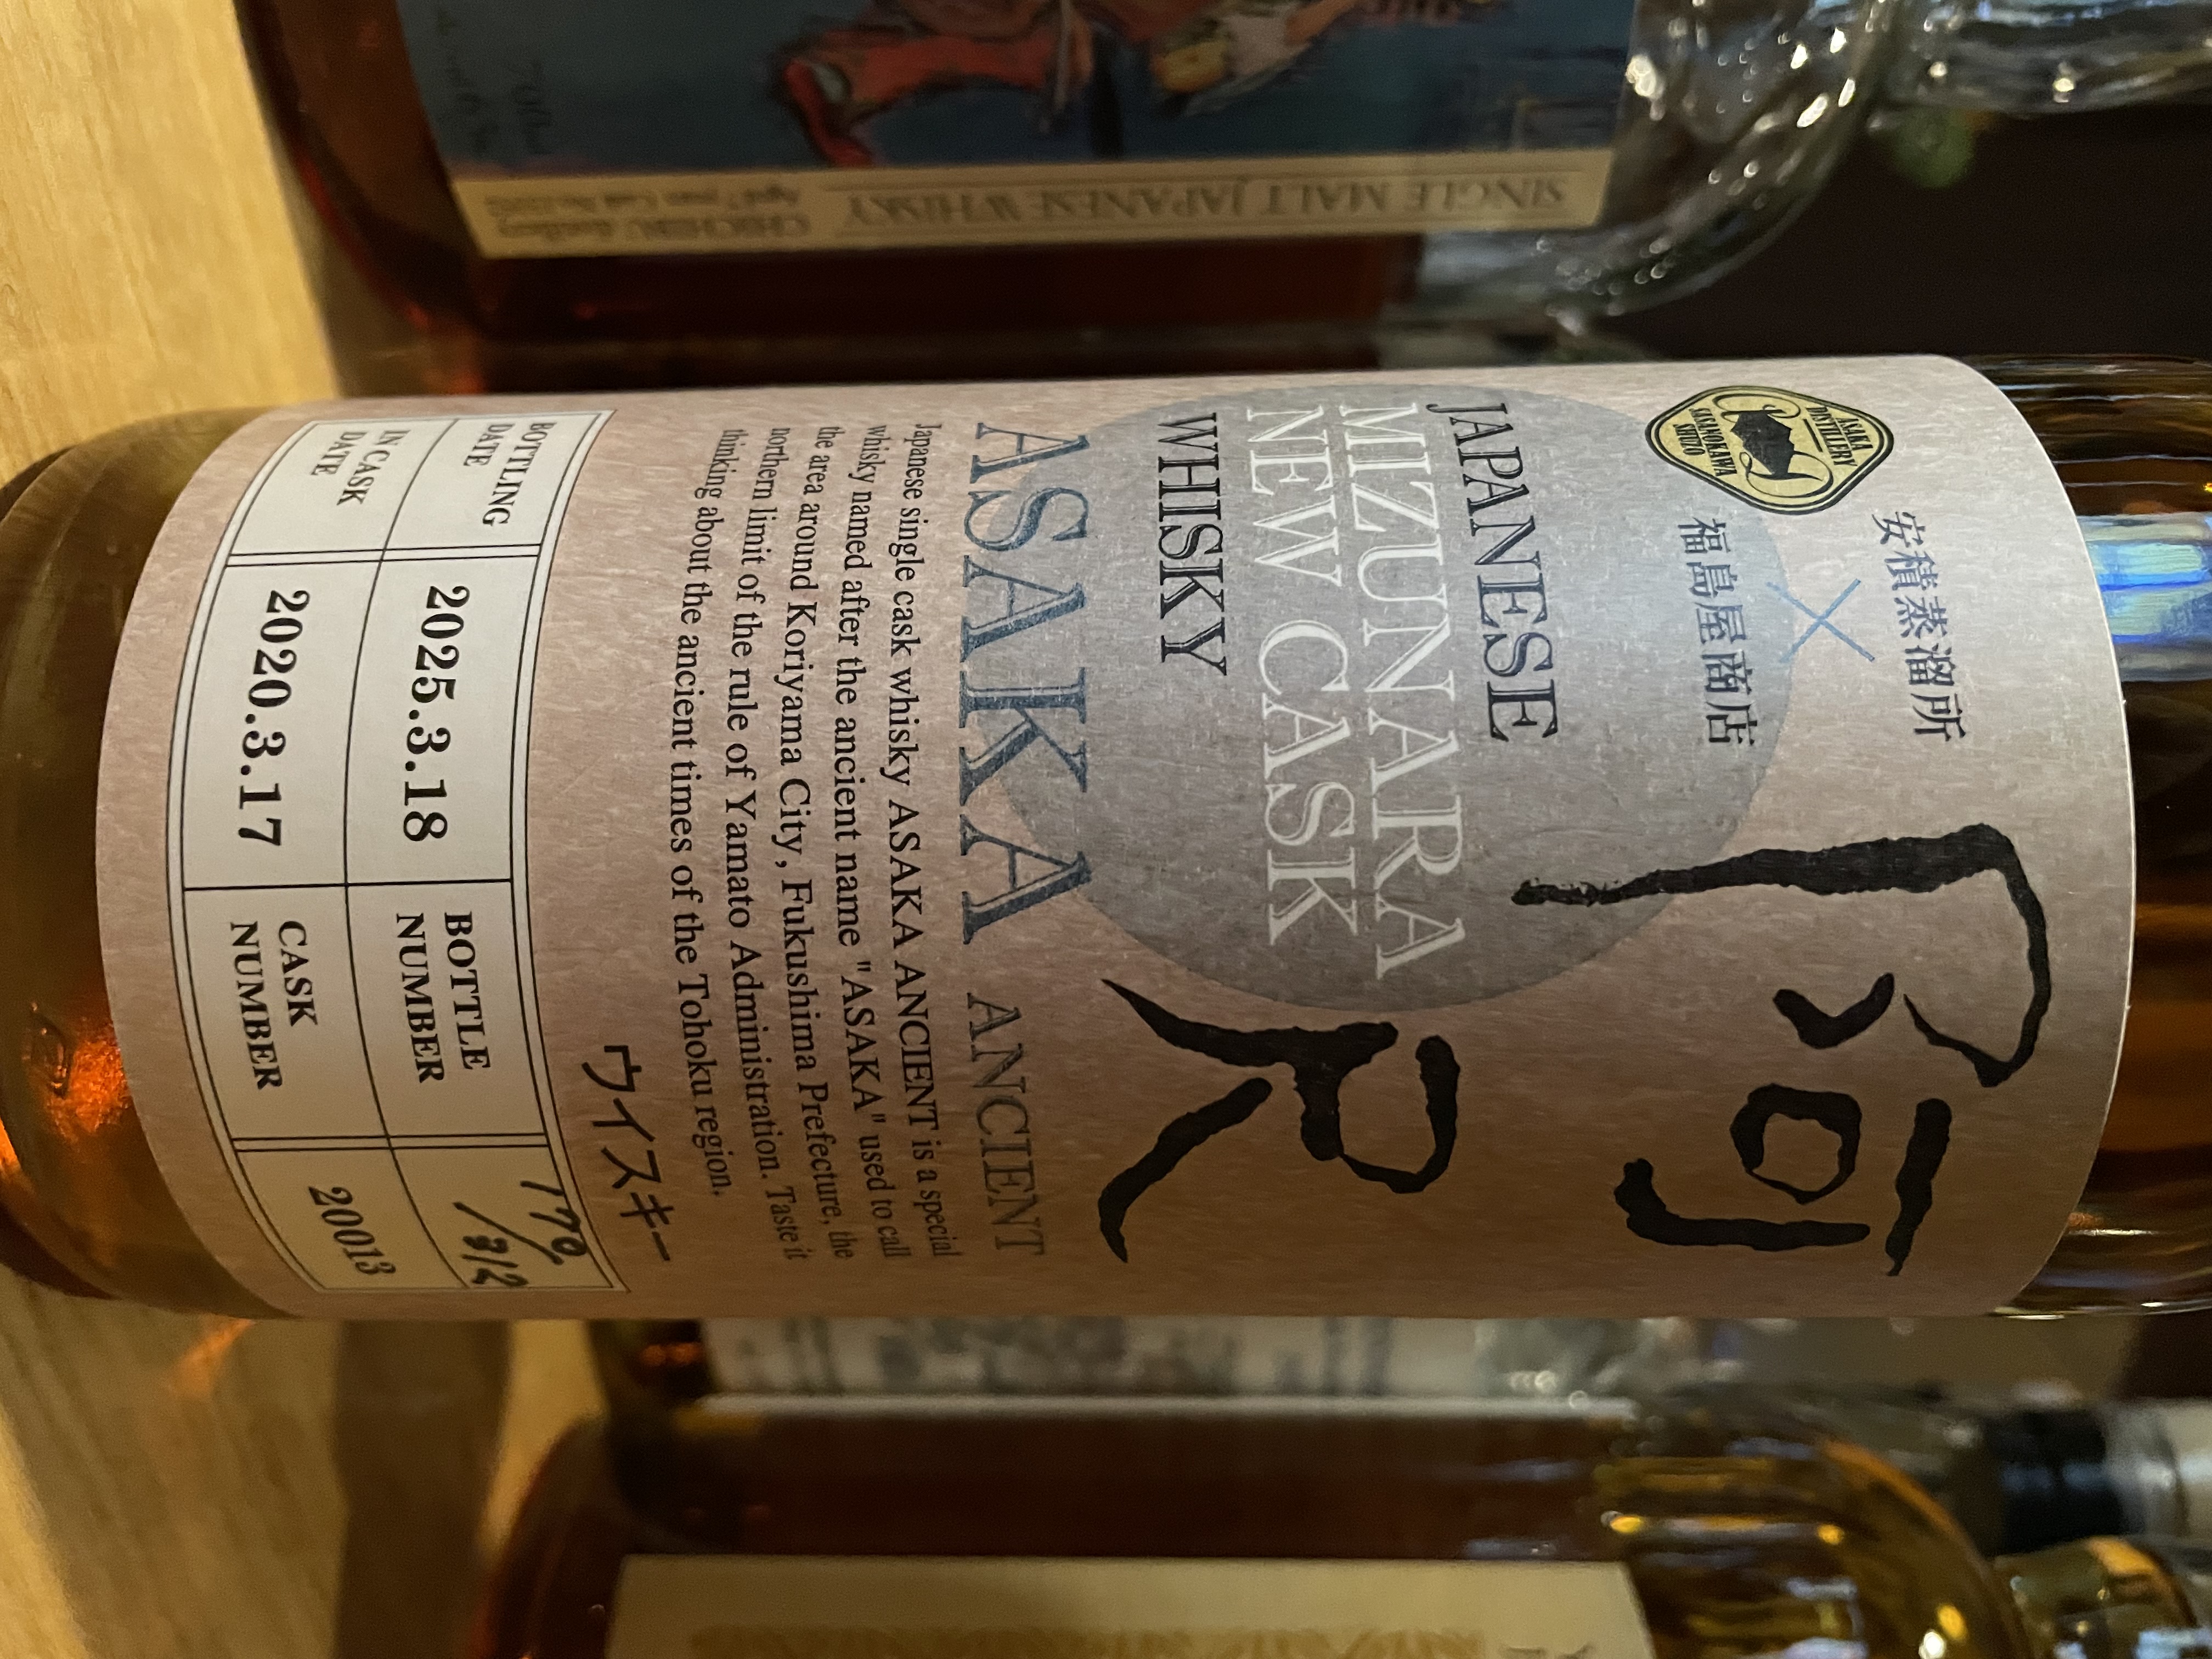 安積蒸溜所
×
福島屋商店
ASAKA
DISTILLERY
SASANOKAWA
SHUZO
JAPANESE
MIZUNARA
NEW CASK
WHISKY
ASAKA ANCIENT
Japanese single cask whisky ASAKA ANCIENT is a special
whisky named after the ancient name "ASAKA" used to call
the area around Koriyama City, Fukushima Prefecture, the
northern limit of the rule of Yamato Administration. Taste it
thinking about the ancient times of the Tohoku region.
ウイスキー
BOTTLING DATE 2025.3.18 BOTTLE NUMBER 170/312
IN CASK DATE 2020.3.17 CASK NUMBER 20013
SINGLE MALT JAPANESE WHISKY
CHICHIBU distillery
700ml